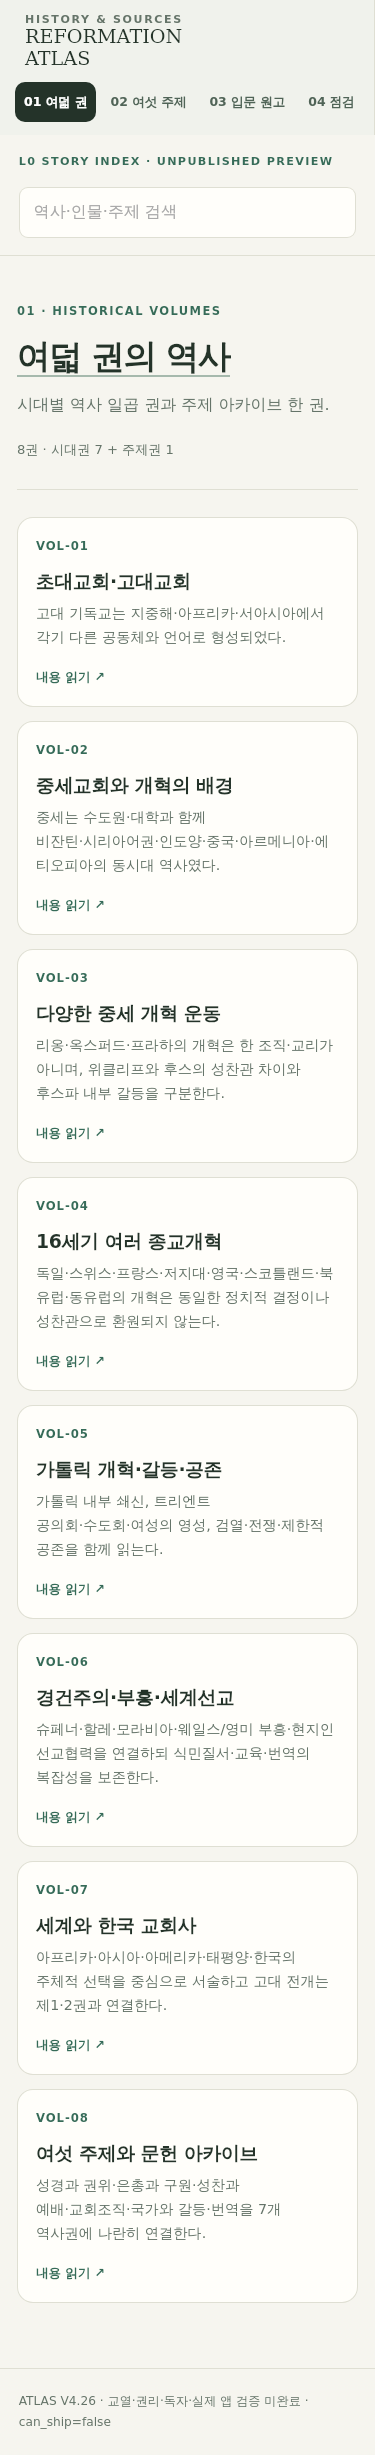 HISTORY & SOURCES
REFORMATION
ATLAS
01 여덟 권 02 여섯 주제 03 입문 원고 04 점검
L0 STORY INDEX · UNPUBLISHED PREVIEW
역사·인물·주제 검색
01 · HISTORICAL VOLUMES
여덟 권의 역사
시대별 역사 일곱 권과 주제 아카이브 한 권.
8권 · 시대권 7 + 주제권 1
VOL-01
초대교회·고대교회
고대 기독교는 지중해·아프리카·서아시아에서
각기 다른 공동체와 언어로 형성되었다.
내용 읽기 ↗
VOL-02
중세교회와 개혁의 배경
중세는 수도원·대학과 함께
비잔틴·시리아어권·인도양·중국·아르메니아·에
티오피아의 동시대 역사였다.
내용 읽기 ↗
VOL-03
다양한 중세 개혁 운동
리옹·옥스퍼드·프라하의 개혁은 한 조직·교리가
아니며, 위클리프와 후스의 성찬관 차이와
후스파 내부 갈등을 구분한다.
내용 읽기 ↗
VOL-04
16세기 여러 종교개혁
독일·스위스·프랑스·저지대·영국·스코틀랜드·북
유럽·동유럽의 개혁은 동일한 정치적 결정이나
성찬관으로 환원되지 않는다.
내용 읽기 ↗
VOL-05
가톨릭 개혁·갈등·공존
가톨릭 내부 쇄신, 트리엔트
공의회·수도회·여성의 영성, 검열·전쟁·제한적
공존을 함께 읽는다.
내용 읽기 ↗
VOL-06
경건주의·부흥·세계선교
슈페너·할레·모라비아·웨일스/영미 부흥·현지인
선교협력을 연결하되 식민질서·교육·번역의
복잡성을 보존한다.
내용 읽기 ↗
VOL-07
세계와 한국 교회사
아프리카·아시아·아메리카·태평양·한국의
주체적 선택을 중심으로 서술하고 고대 전개는
제1·2권과 연결한다.
내용 읽기 ↗
VOL-08
여섯 주제와 문헌 아카이브
성경과 권위·은총과 구원·성찬과
예배·교회조직·국가와 갈등·번역을 7개
역사권에 나란히 연결한다.
내용 읽기 ↗
ATLAS V4.26 · 교열·권리·독자·실제 앱 검증 미완료 ·
can_ship=false